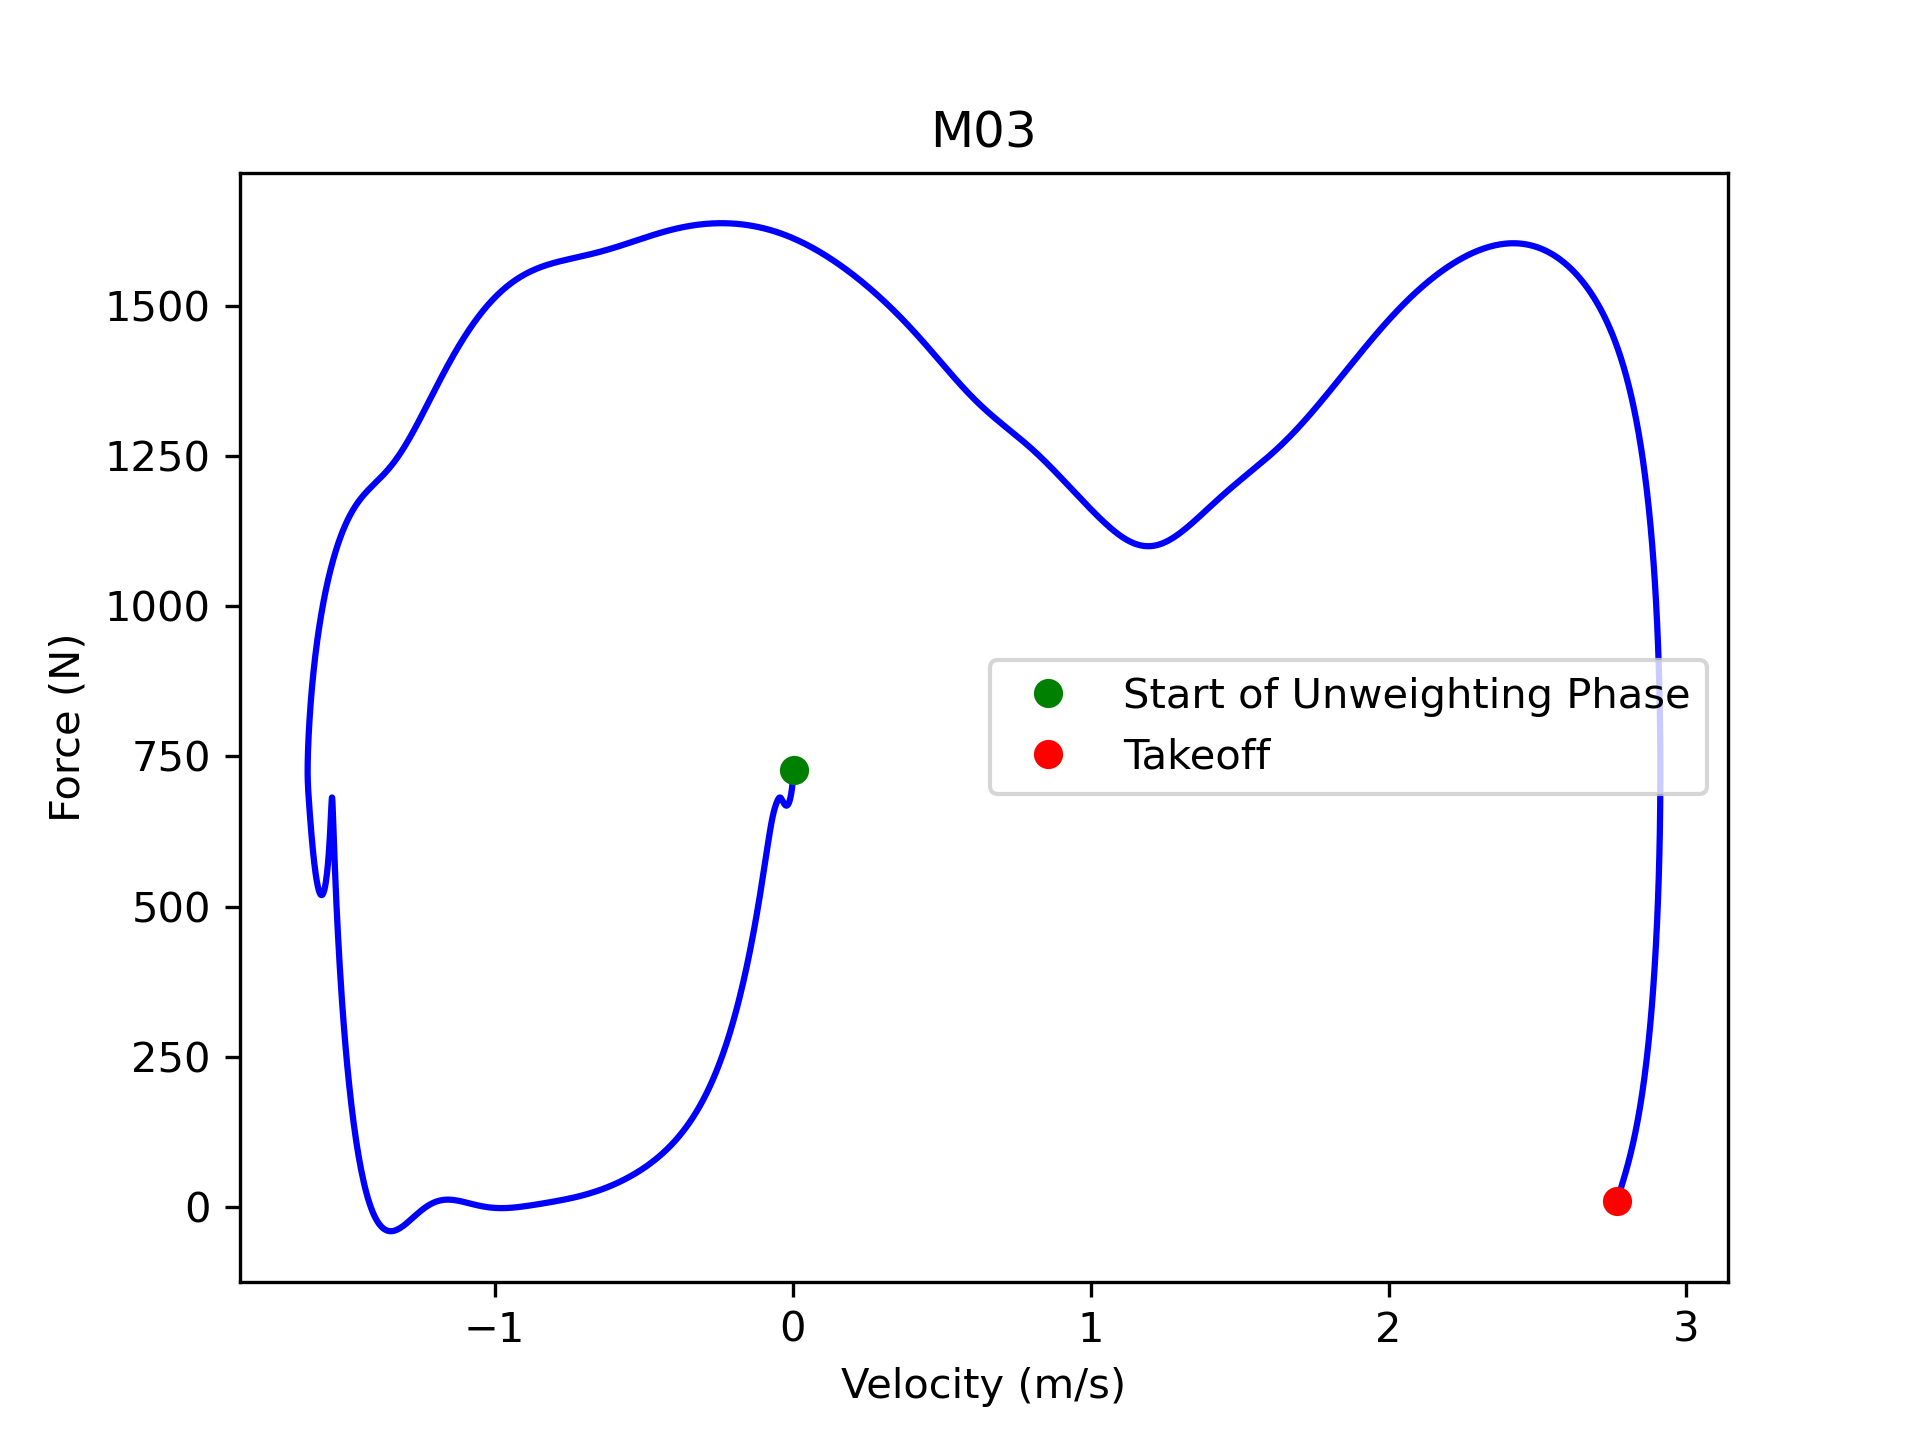 M03
Force (N)
1500
1250
1000
750
500
250
0
Start of Unweighting Phase
Takeoff
−1 0 1 2 3
Velocity (m/s)